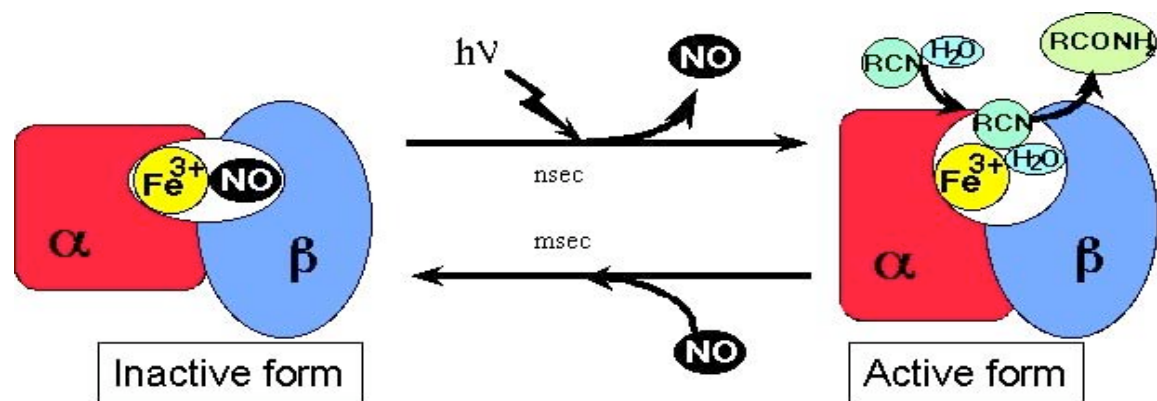 Fe3+
NO
α
β
Inactive form
hν
NO
nsec
msec
NO
RCN
H2O
RCONH2
RCN
H2O
Fe3+
α
β
Active form